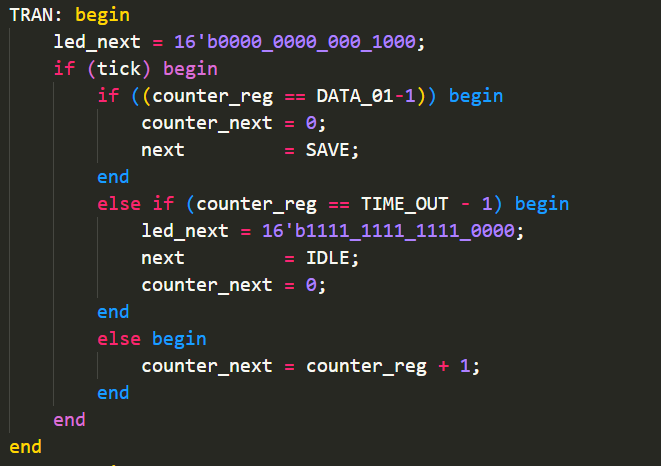 TRAN: begin
led_next = 16'b0000_0000_000_1000;
if (tick) begin
if ((counter_reg == DATA_01-1)) begin
counter_next = 0;
next = SAVE;
end
else if (counter_reg == TIME_OUT - 1) begin
led_next = 16'b1111_1111_1111_0000;
next = IDLE;
counter_next = 0;
end
else begin
counter_next = counter_reg + 1;
end
end
end